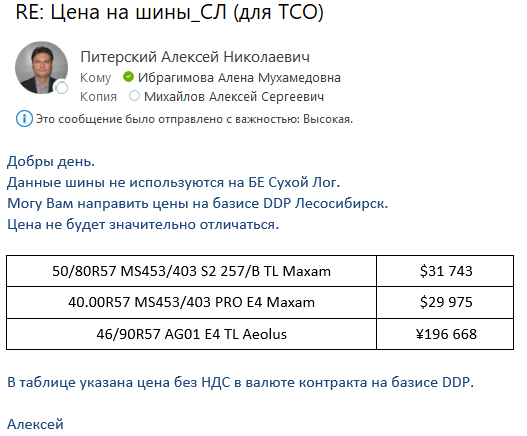 RE: Цена на шины_СЛ (для ТСО)
Питерский Алексей Николаевич
Кому Ибрагимова Алена Мухамедовна
Копия Михайлов Алексей Сергеевич
Это сообщение было отправлено с важностью: Высокая.
Добры день.
Данные шины не используются на БЕ Сухой Лог.
Могу Вам направить цены на базисе DDP Лесосибирск.
Цена не будет значительно отличаться.
50/80R57 MS453/403 S2 257/B TL Maxam $31 743
40.00R57 MS453/403 PRO E4 Maxam $29 975
46/90R57 AG01 E4 TL Aeolus ¥196 668
В таблице указана цена без НДС в валюте контракта на базисе DDP.
Алексей